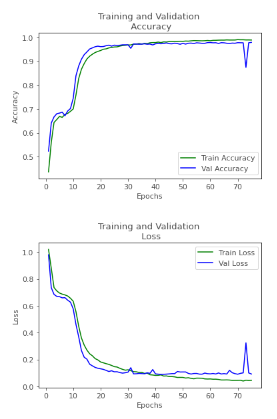 Training and Validation
Accuracy
1.0
0.9
0.8
0.7
0.6
0.5
Accuracy
Train Accuracy
Val Accuracy
0 10 20 30 40 50 60 70
Epochs
Training and Validation
Loss
1.0
0.8
0.6
0.4
0.2
0.0
Loss
Train Loss
Val Loss
0 10 20 30 40 50 60 70
Epochs